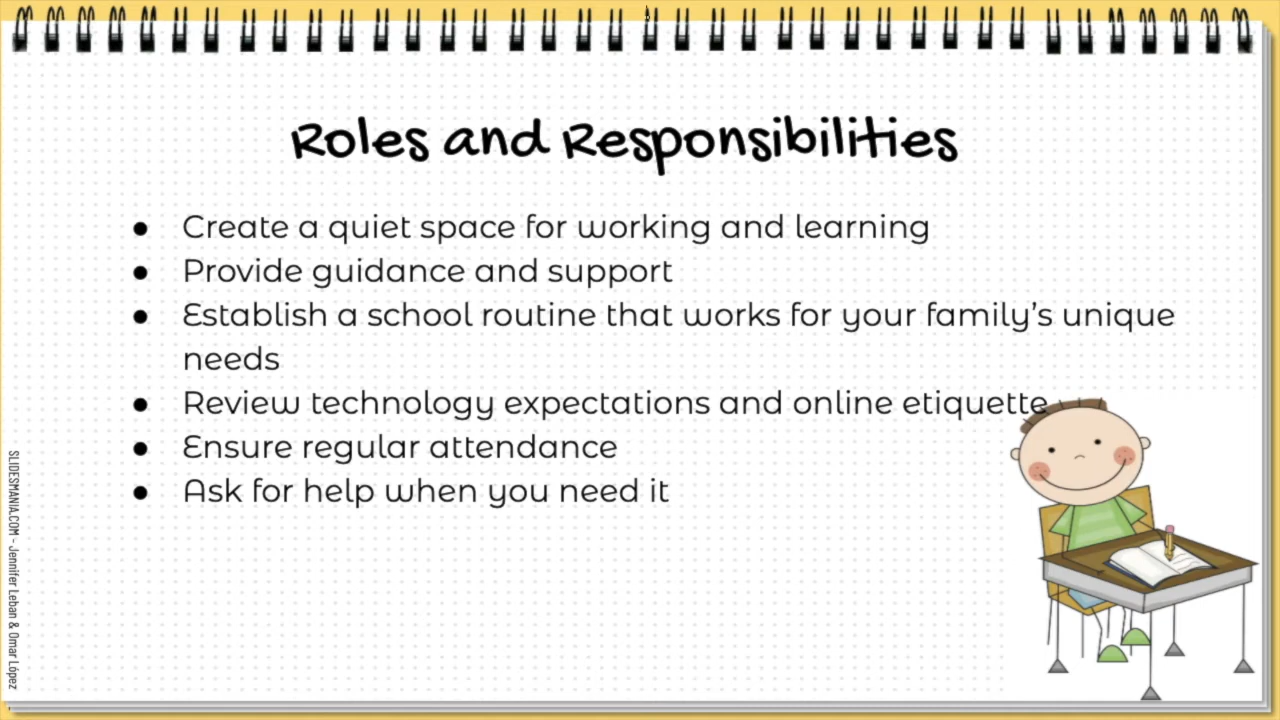 Roles and Responsibilities
● Create a quiet space for working and learning
● Provide guidance and support
● Establish a school routine that works for your family’s unique
needs
● Review technology expectations and online etiquette
● Ensure regular attendance
● Ask for help when you need it
SLIDESMANIA.COM - Jennifer Leban & Omar López